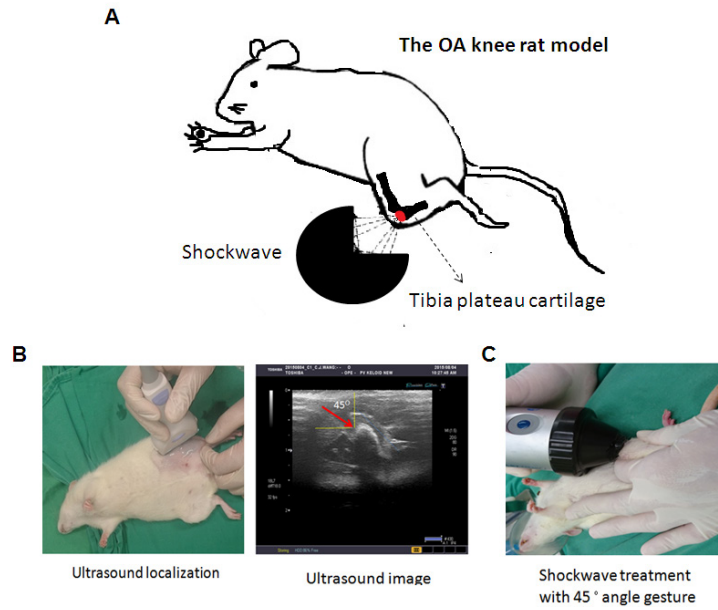 A
The OA knee rat model
Shockwave
Tibia plateau cartilage
B
C
TOSHIBA
TOSHIBA
45°
Ultrasound localization
Ultrasound image
Shockwave treatment
with 45 ° angle gesture